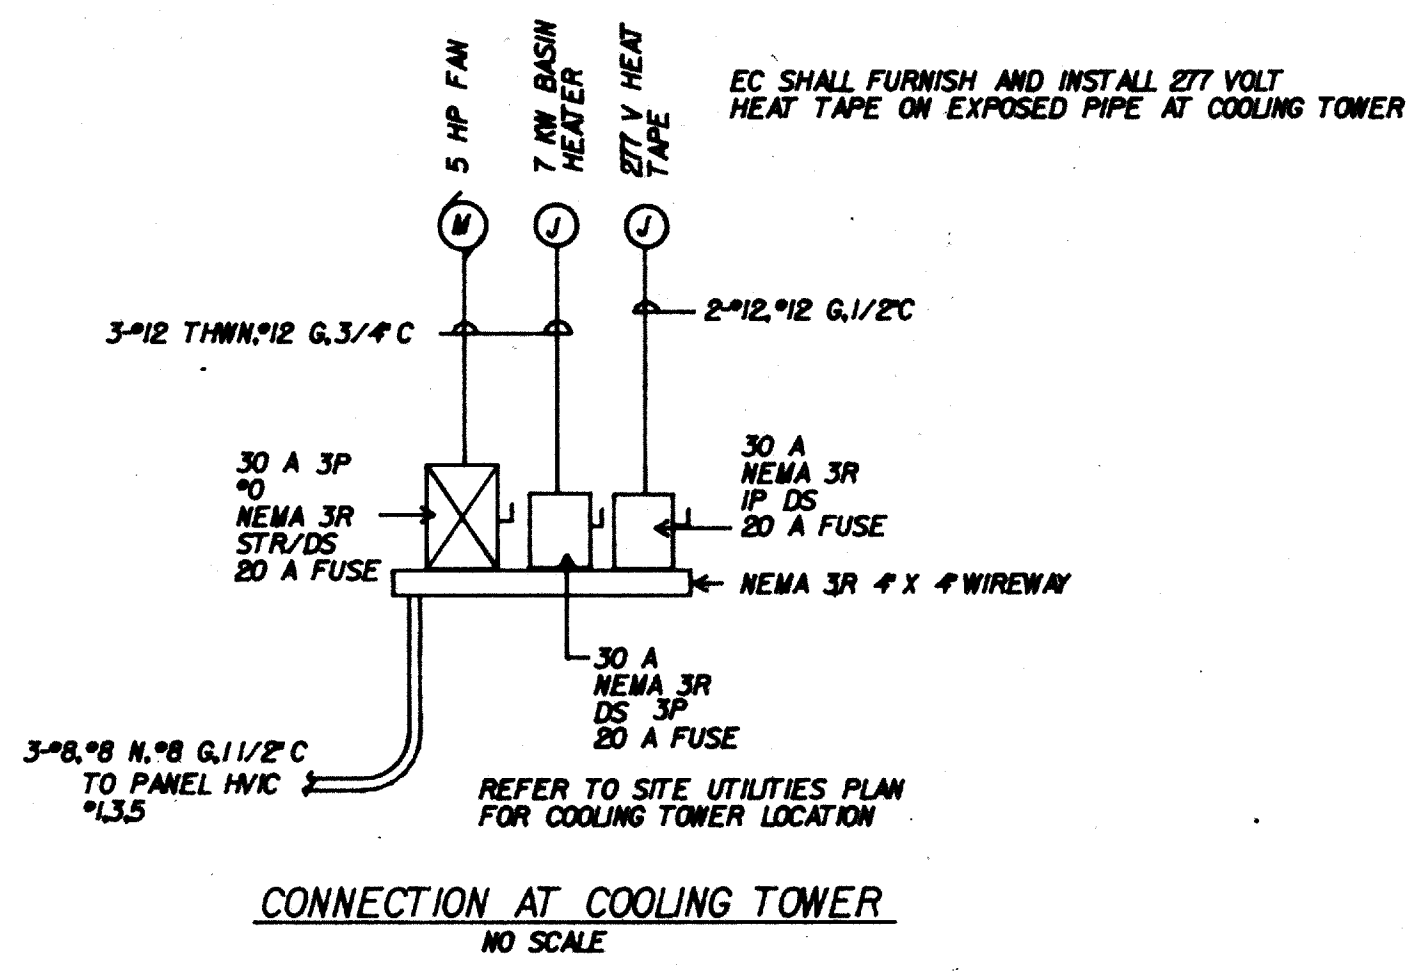 5 HP FAN
7 KW BASIN
HEATER
277 V HEAT
TAPE
EC SHALL FURNISH AND INSTALL 277 VOLT
HEAT TAPE ON EXPOSED PIPE AT COOLING TOWER
M
J
J
2-#12,#12 G,1/2"C
3-#12 THWN,#12 G,3/4" C
30 A 3P
#0
NEMA 3R
STR/DS
20 A FUSE
30 A
NEMA 3R
1P DS
20 A FUSE
NEMA 3R 4" X 4" WIREWAY
30 A
NEMA 3R
DS 3P
20 A FUSE
3-#8,#8 N,#8 G,1 1/2" C
TO PANEL HV1C
#1,3,5
REFER TO SITE UTILITIES PLAN
FOR COOLING TOWER LOCATION
CONNECTION AT COOLING TOWER
NO SCALE